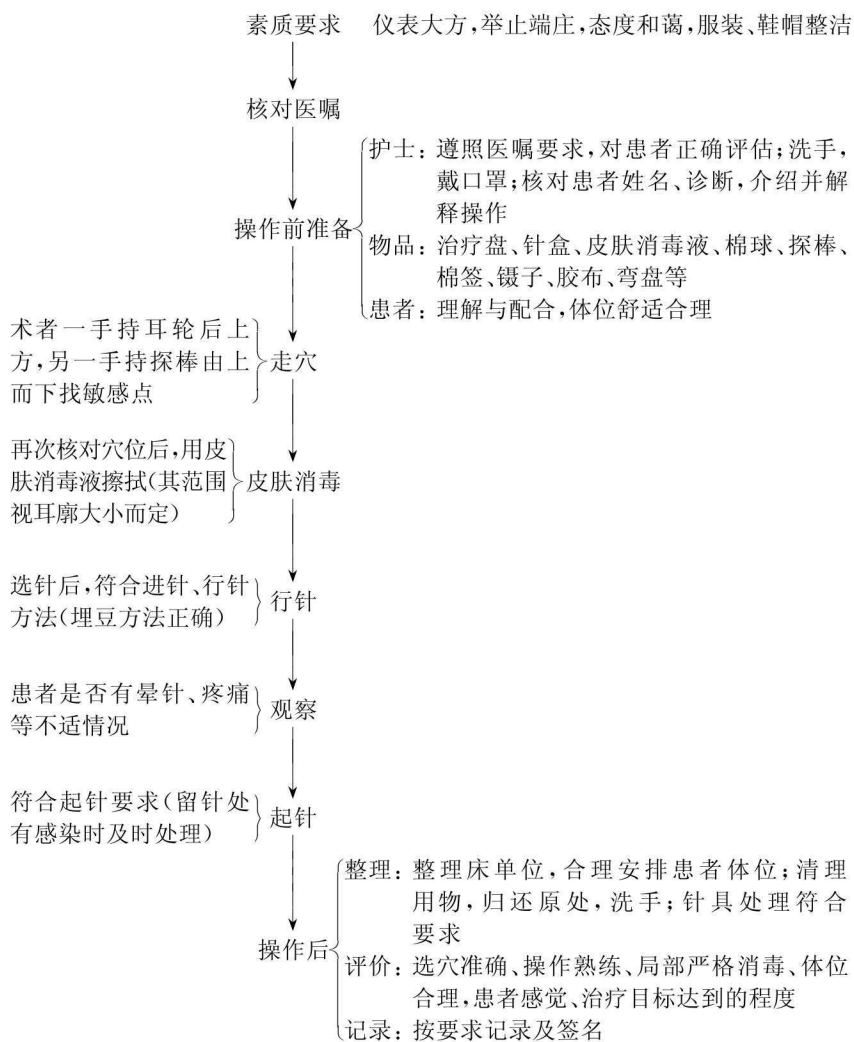 素质要求 仪表大方,举止端庄,态度和蔼,服装、鞋帽整洁
核对医嘱
操作前准备
护士:遵照医嘱要求,对患者正确评估;洗手,
戴口罩;核对患者姓名、诊断,介绍并解
释操作
物品:治疗盘、针盒、皮肤消毒液、棉球、探棒、
棉签、镊子、胶布、弯盘等
患者:理解与配合,体位舒适合理
术者一手持耳轮后上
方,另一手持探棒由上
而下找敏感点
走穴
再次核对穴位后,用皮
肤消毒液擦拭(其范围
视耳廓大小而定)
皮肤消毒
选针后,符合进针、行针
方法(埋豆方法正确)
行针
患者是否有晕针、疼痛
等不适情况
观察
符合起针要求(留针处
有感染时及时处理)
起针
操作后
整理:整理床单位,合理安排患者体位;清理
用物,归还原处,洗手;针具处理符合
要求
评价:选穴准确、操作熟练、局部严格消毒、体位
合理,患者感觉、治疗目标达到的程度
记录:按要求记录及签名